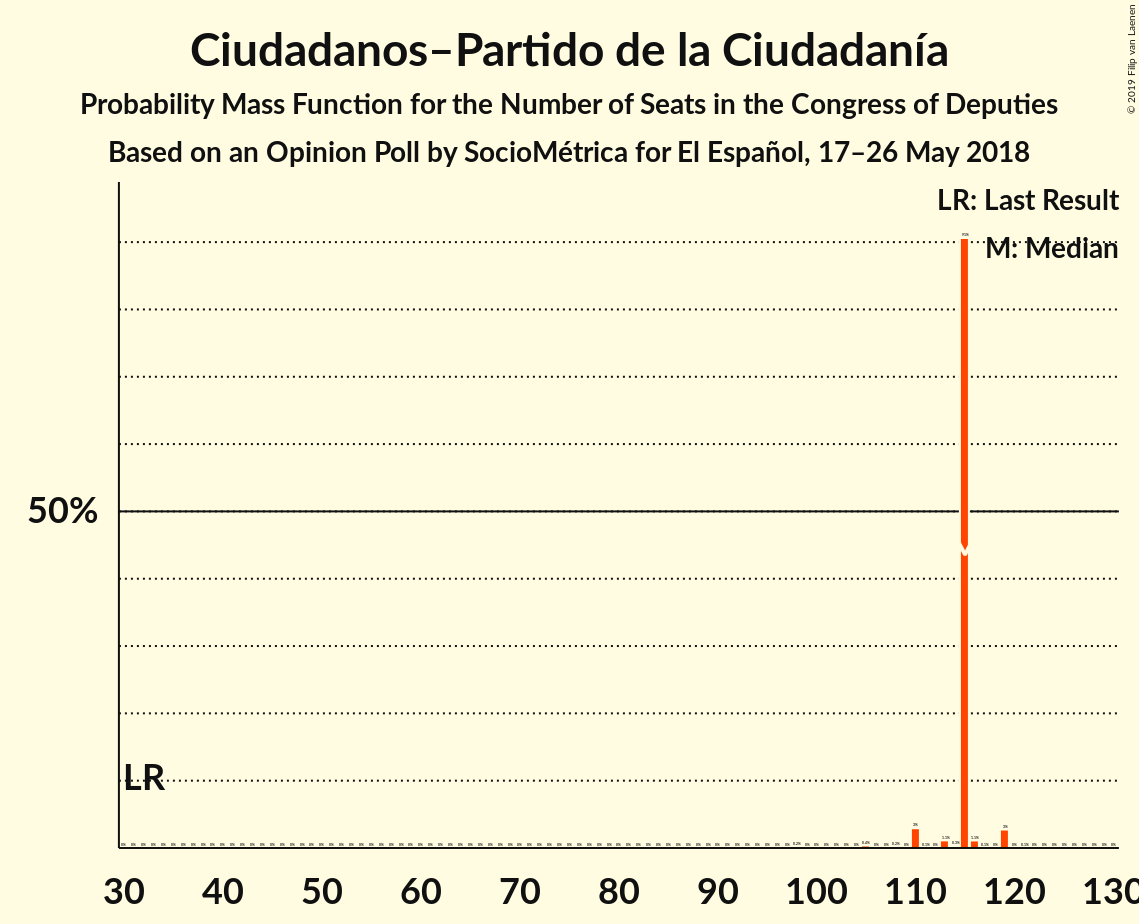 Ciudadanos–Partido de la Ciudadanía
Probability Mass Function for the Number of Seats in the Congress of Deputies
Based on an Opinion Poll by SocioMétrica for El Español, 17–26 May 2018
© 2019 Filip van Laenen
LR: Last Result
M: Median
50%
LR
M
30 40 50 60 70 80 90 100 110 120 130